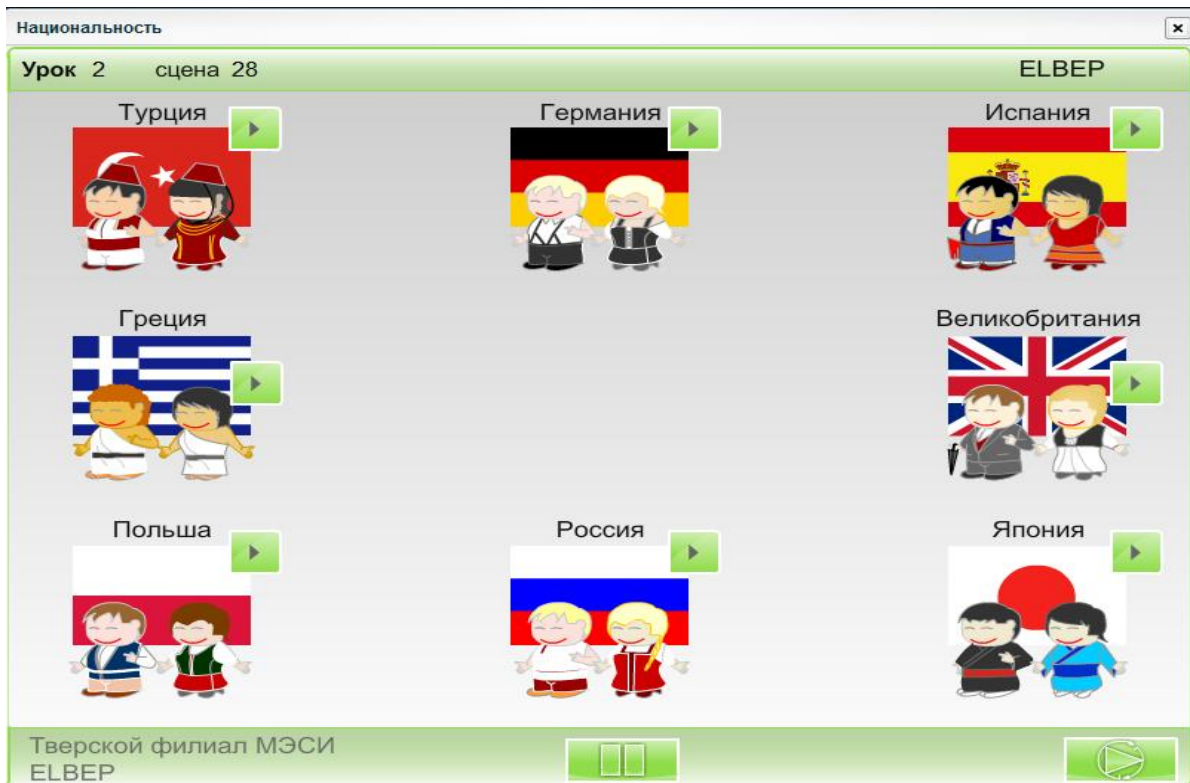 Национальность
Урок 2 сцена 28 ELBEP
Турция Германия Испания
Греция Великобритания
Польша Россия Япония
Тверской филиал МЭСИ
ELBEP